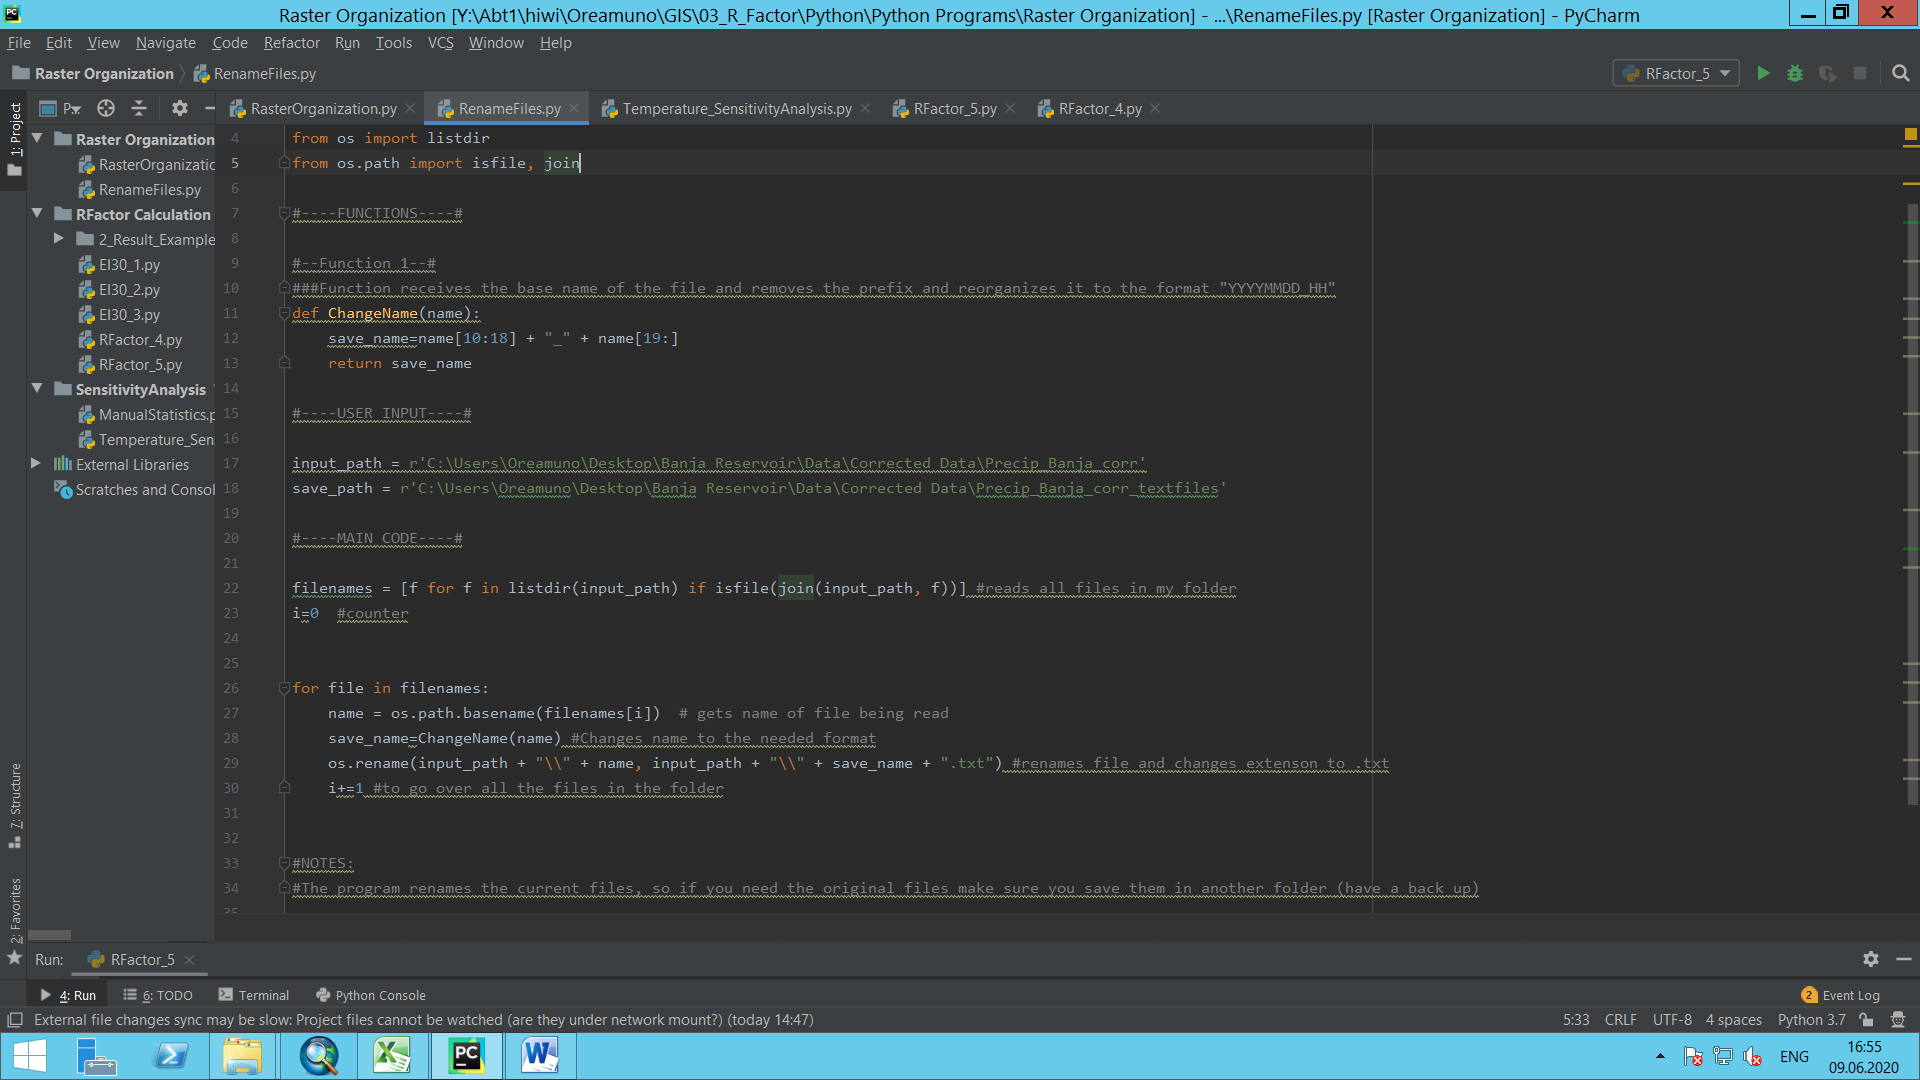 Raster Organization [Y:\Abt1\hiwi\Oreamuno\GIS\03_R_Factor\Python\Python Programs\Raster Organization] - ...\RenameFiles.py [Raster Organization] - PyCharm
File Edit View Navigate Code Refactor Run Tools VCS Window Help
Raster Organization RenameFiles.py RFactor_5
P.. RasterOrganization.py RenameFiles.py Temperature_SensitivityAnalysis.py RFactor_5.py RFactor_4.py
1: Project
Raster Organization
RasterOrganizatic
RenameFiles.py
RFactor Calculation
2_Result_Example
EI30_1.py
EI30_2.py
EI30_3.py
RFactor_4.py
RFactor_5.py
SensitivityAnalysis
ManualStatistics.p
Temperature_Sen
External Libraries
Scratches and Consol
7: Structure
2: Favorites
4 from os import listdir
5 from os.path import isfile, join
6
7 #----FUNCTIONS----#
8
9 #--Function 1--#
10 ###Function receives the base name of the file and removes the prefix and reorganizes it to the format "YYYYMMDD_HH"
11 def ChangeName(name):
12 save_name=name[10:18] + "_" + name[19:]
13 return save_name
14
15 #----USER INPUT----#
16
17 input_path = r'C:\Users\Oreamuno\Desktop\Banja Reservoir\Data\Corrected Data\Precip_Banja_corr'
18 save_path = r'C:\Users\Oreamuno\Desktop\Banja Reservoir\Data\Corrected Data\Precip_Banja_corr_textfiles'
19
20 #----MAIN CODE----#
21
22 filenames = [f for f in listdir(input_path) if isfile(join(input_path, f))] #reads all files in my folder
23 i=0 #counter
24
25
26 for file in filenames:
27 name = os.path.basename(filenames[i]) # gets name of file being read
28 save_name=ChangeName(name) #Changes name to the needed format
29 os.rename(input_path + "\\" + name, input_path + "\\" + save_name + ".txt") #renames file and changes extenson to .txt
30 i+=1 #to go over all the files in the folder
31
32
33 #NOTES:
34 #The program renames the current files, so if you need the original files make sure you save them in another folder (have a back up)
35
Run: RFactor_5
4: Run 6: TODO Terminal Python Console 2 Event Log
External file changes sync may be slow: Project files cannot be watched (are they under network mount?) (today 14:47) 5:33 CRLF UTF-8 4 spaces Python 3.7
ENG 16:55
09.06.2020